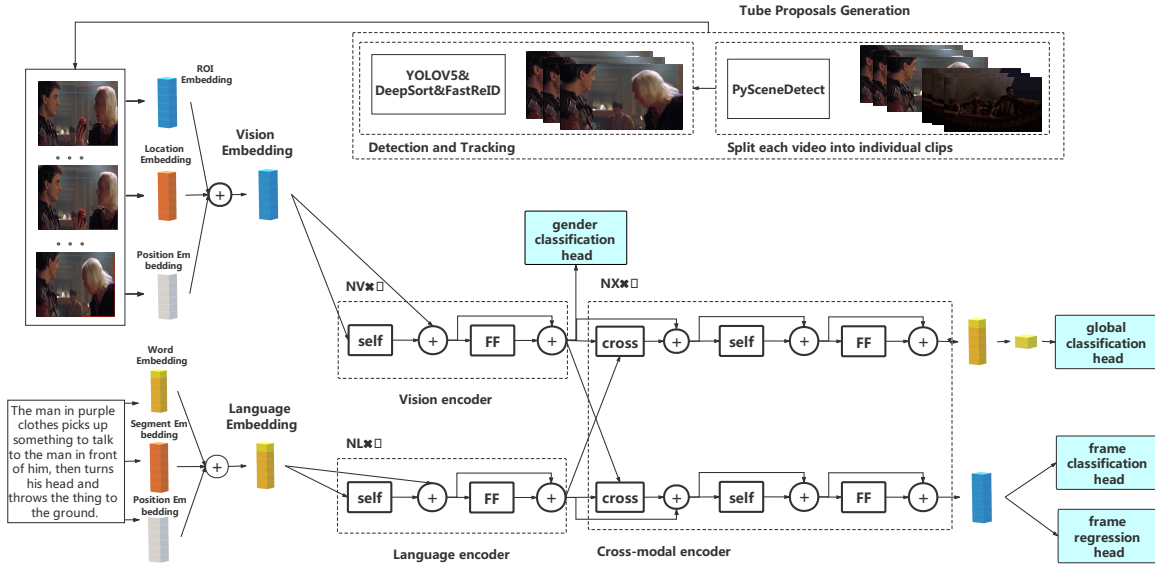 Tube Proposals Generation
YOLOV5&
DeepSort&FastReID
PySceneDetect
Detection and Tracking
Split each video into individual clips
ROI
Embedding
Location
Embedding
Position Em
bedding
Vision
Embedding
+
gender
classification
head
NV×□
self
+
FF
+
Vision encoder
NX×□
cross
+
self
+
FF
+
global
classification
head
Word
Embedding
Segment Em
bedding
Position Em
bedding
The man in purple
clothes picks up
something to talk
to the man in front
of him, then turns
his head and
throws the thing to
the ground.
Language
Embedding
+
NL×□
self
+
FF
+
Language encoder
cross
+
self
+
FF
+
Cross-modal encoder
frame
classification
head
frame
regression
head